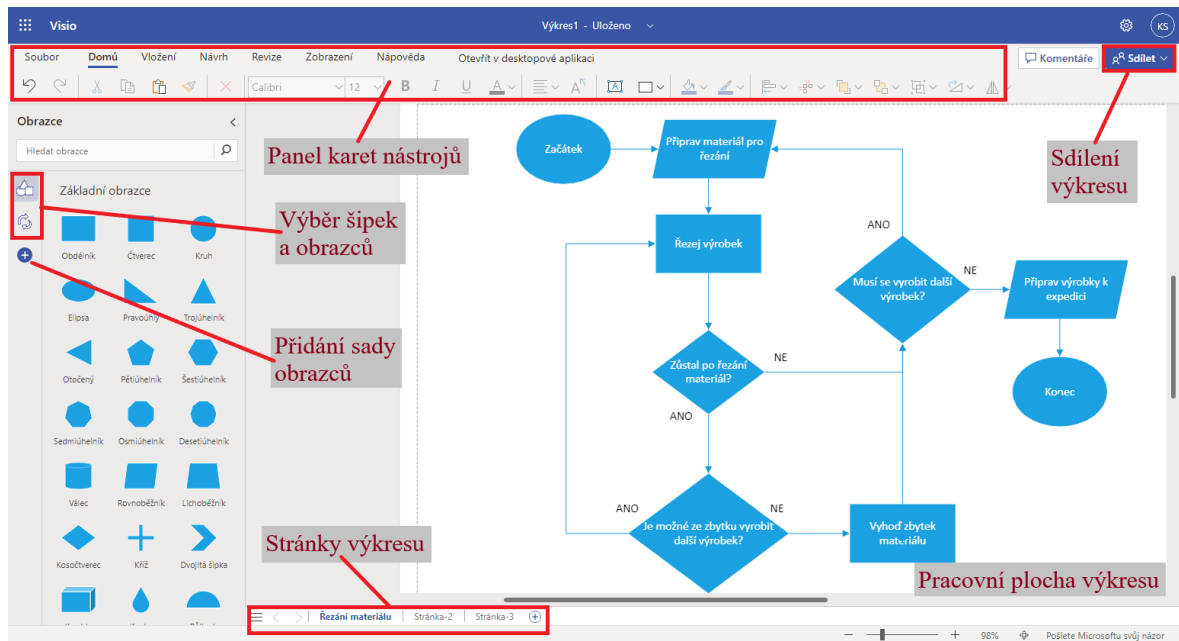 Visio
Výkres1 - Uloženo
KS
Soubor Domů Vložení Návrh Revize Zobrazení Nápověda Otevřít v desktopové aplikaci
Komentáře
Sdílet
Calibri 12 B I U A
Obrazce
Hledat obrazce
Základní obrazce
Obdélník Čtverec Kruh
Elipsa Pravoúhlý Trojúhelník
Otočený Pětiúhelník Šestiúhelník
Sedmiúhelník Osmiúhelník Desetiúhelník
Válec Rovnoběžník Lichoběžník
Kosočtverec Kříž Dvojitá šipka
Panel karet nástrojů
Výběr šipek
a obrazců
Přidání sady
obrazců
Stránky výkresu
Sdílení
výkresu
Pracovní plocha výkresu
Začátek
Připrav materiál pro
řezání
Řezej výrobek
ANO
Musí se vyrobit další
výrobek?
NE
Připrav výrobky k
expedici
Konec
Zůstal po řezání
materiál?
NE
ANO
ANO
Je možné ze zbytku vyrobit
další výrobek?
NE
Vyhoď zbytek
materiálu
Řezání materiálu Stránka-2 Stránka-3
98% Pošlete Microsoftu svůj názor